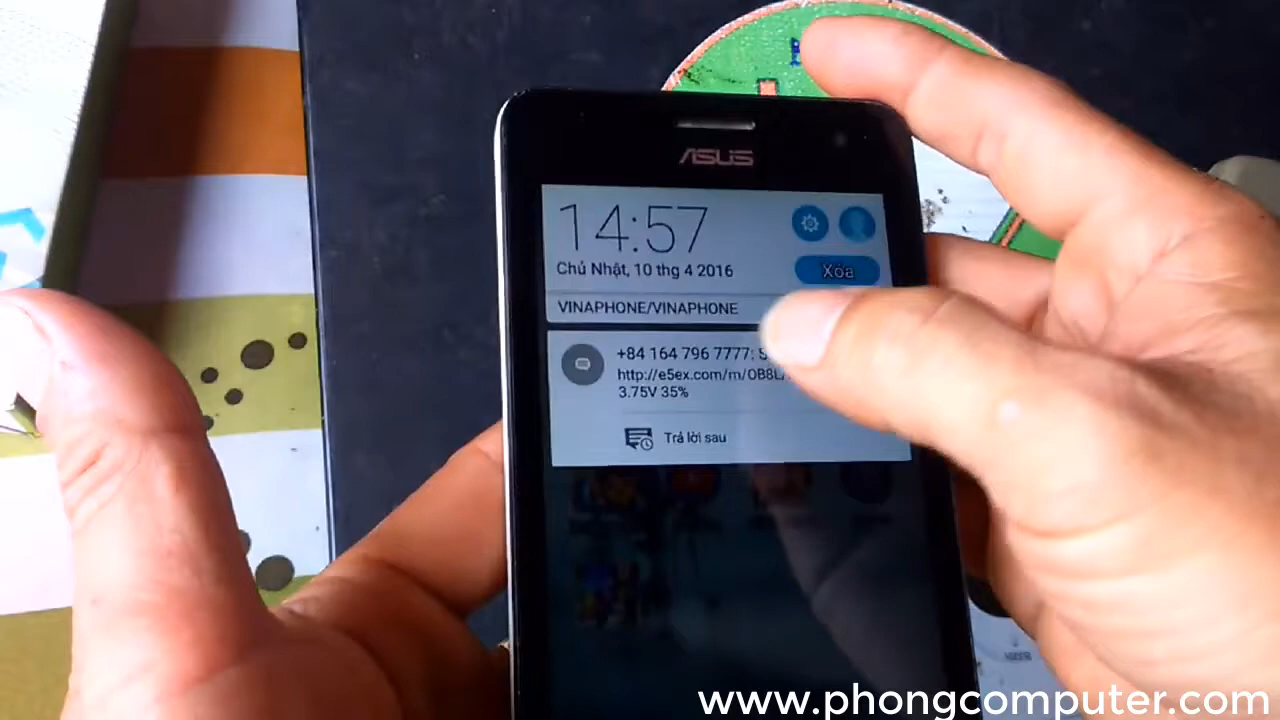 ASUS
14:57
Chủ Nhật, 10 thg 4 2016
Xóa
VINAPHONE/VINAPHONE
+84 164 796 7777:
http://e5ex.com/m/OB8L
3.75V 35%
Trả lời sau
www.phongcomputer.com